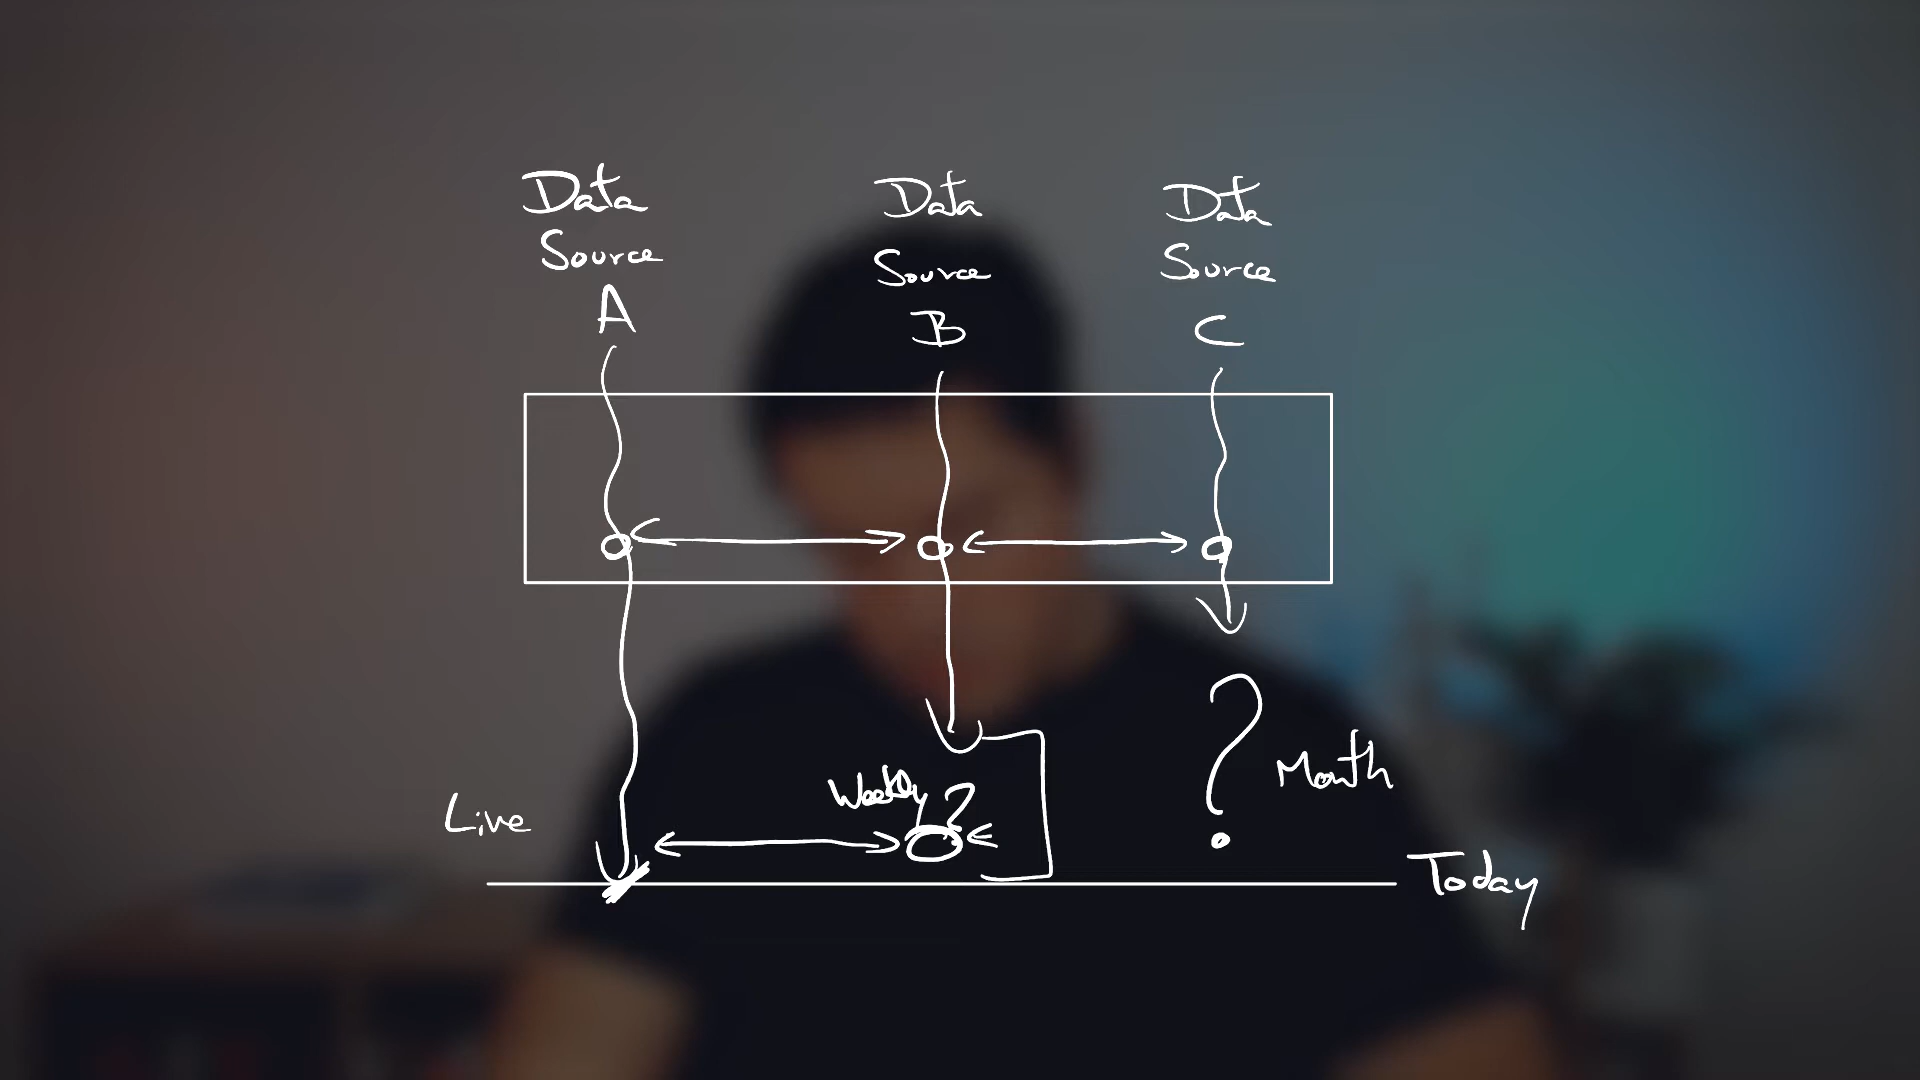 Data
Source
A
Data
Source
B
Data
Source
C
Weekly ?
? Month
Live
Today